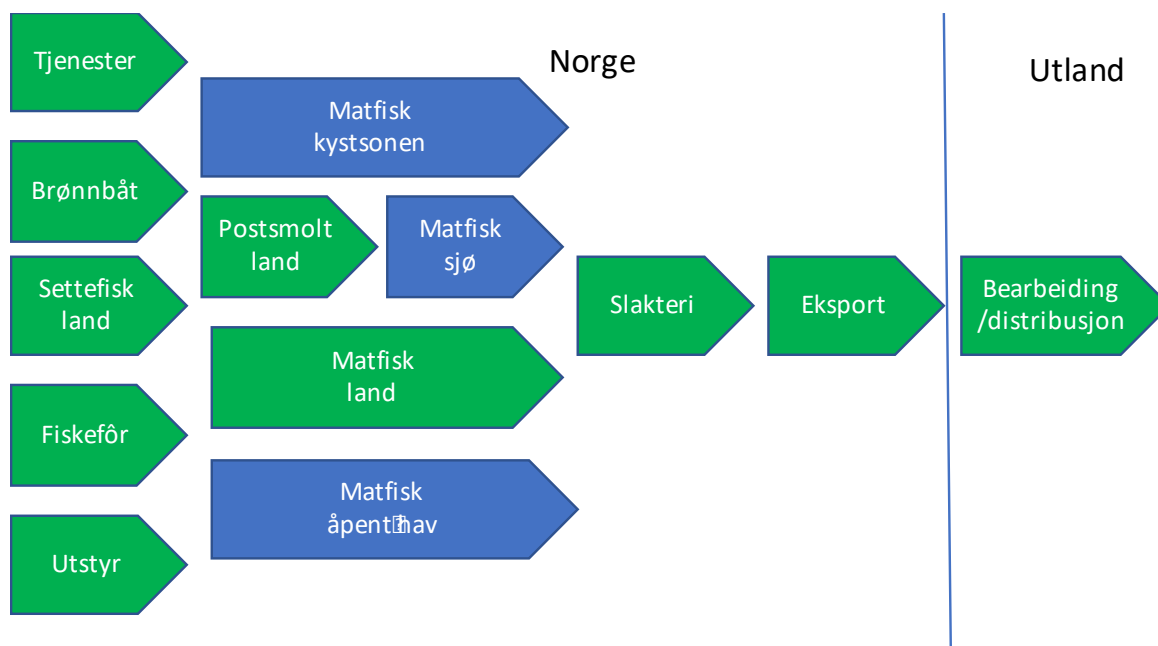 Tjenester
Brønnbåt
Settefisk
land
Fiskefôr
Utstyr
Norge
Matfisk
kystsonen
Postsmolt
land
Matfisk
sjø
Matfisk
land
Matfisk
åpent hav
Slakteri
Eksport
Utland
Bearbeiding
/distribusjon